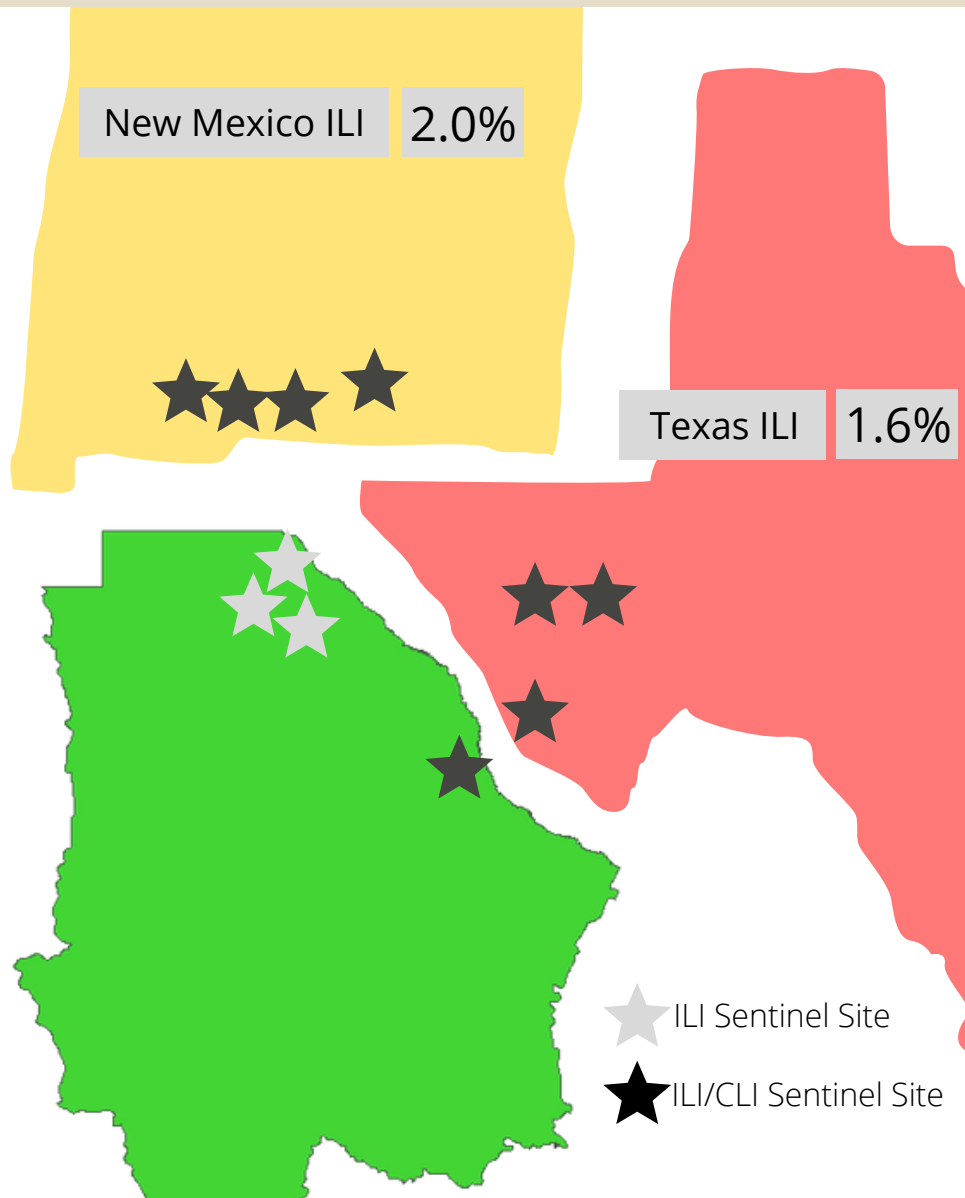 New Mexico ILI 2.0%
Texas ILI 1.6%
ILI Sentinel Site
ILI/CLI Sentinel Site